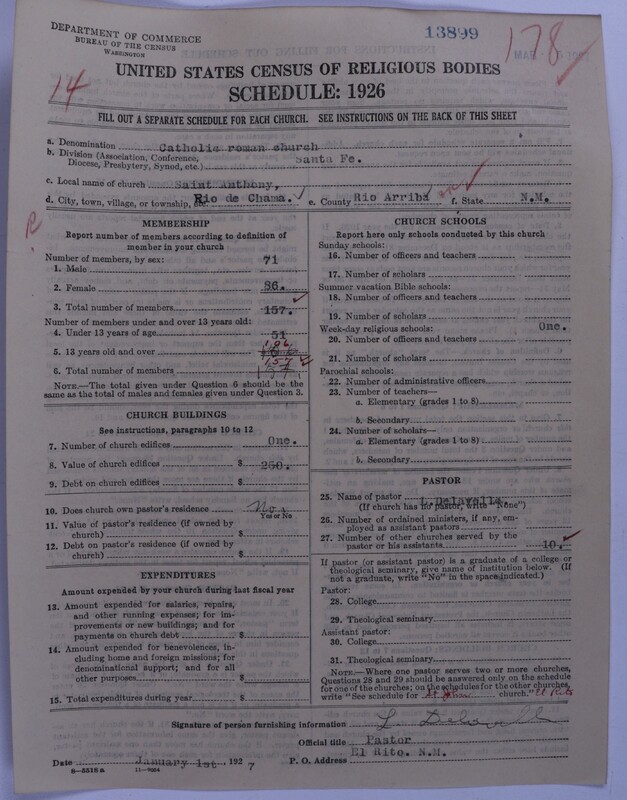 DEPARTMENT OF COMMERCE
BUREAU OF THE CENSUS
WASHINGTON
13899
178
14
UNITED STATES CENSUS OF RELIGIOUS BODIES
SCHEDULE: 1926
FILL OUT A SEPARATE SCHEDULE FOR EACH CHURCH. SEE INSTRUCTIONS ON THE BACK OF THIS SHEET
a. Denomination Catholic roman church
b. Division (Association, Conference,
Diocese, Presbytery, Synod, etc.) Santa Fe.
c. Local name of church Saint Anthony,
d. City, town, village, or township, etc. Rio de Chama. e. County Rio Arriba f. State N.M.
R
MEMBERSHIP
Report number of members according to definition of
member in your church
Number of members, by sex:
1. Male 71
2. Female 86.
3. Total number of members 157.
Number of members under and over 13 years old:
4. Under 13 years of age 51
5. 13 years old and over 106
6. Total number of members 157
NOTE.—The total given under Question 6 should be
same as the total of males and females given under Question 3.
CHURCH BUILDINGS
See instructions, paragraphs 10 to 12
7. Number of church edifices One.
8. Value of church edifices $ 250.
9. Debt on church edifices $
10. Does church own pastor's residence No.
Yes or No
11. Value of pastor's residence (if owned by
church) $
12. Debt on pastor's residence (if owned by
church) $
EXPENDITURES
Amount expended by your church during last fiscal year
13. Amount expended for salaries, repairs,
and other running expenses; for im-
provements or new buildings; and for
payments on church debt $
14. Amount expended for benevolences, in-
cluding home and foreign missions; for
denominational support; and for all
other purposes $
15. Total expenditures during year $
CHURCH SCHOOLS
Report here only schools conducted by this church
Sunday schools:
16. Number of officers and teachers
17. Number of scholars
Summer vacation Bible schools:
18. Number of officers and teachers
19. Number of scholars
Week-day religious schools: One.
20. Number of officers and teachers
21. Number of scholars
Parochial schools:
22. Number of administrative officers
23. Number of teachers—
a. Elementary (grades 1 to 8)
b. Secondary
24. Number of scholars—
a. Elementary (grades 1 to 8)
b. Secondary
PASTOR
25. Name of pastor L. Delavelle.
(If church has no pastor, write "None")
26. Number of ordained ministers, if any, em-
ployed as assistant pastors
27. Number of other churches served by the
pastor or his assistants 10.
If pastor (or assistant pastor) is a graduate of a college or
theological seminary, give name of institution below. (If
not a graduate, write "No" in the space indicated.)
Pastor:
28. College
29. Theological seminary
Assistant pastor:
30. College
31. Theological seminary
NOTE.—Where one pastor serves two or more churches,
Questions 28 and 29 should be answered only on the schedule
for one of the churches; on the schedules for the other churches,
write "See schedule for St John church." El Rito
Signature of person furnishing information L Delavelle
Official title Pastor
Date January 1st, 1927 P. O. Address El Rito. N.M.
8—5518a 11—9924